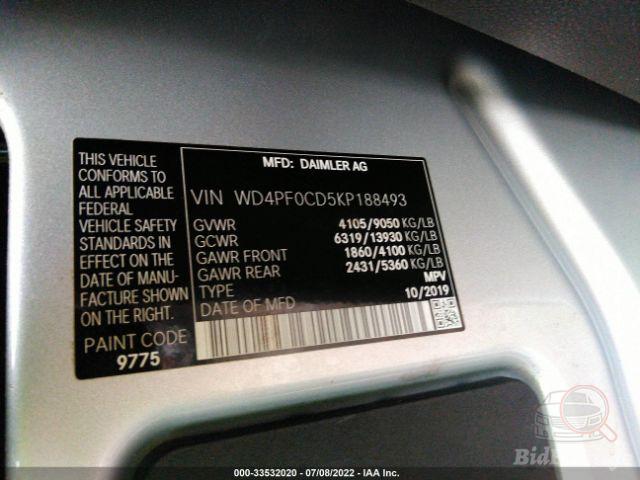 THIS VEHICLE
CONFORMS TO
ALL APPLICABLE
FEDERAL MOTOR
VEHICLE SAFETY
STANDARDS IN
EFFECT ON THE
DATE OF MANU-
FACTURE SHOWN
ON THE RIGHT.
PAINT CODE
9775
MFD: DAIMLER AG
VIN WD4PF0CD5KP188493
GVWR 4105/9050 KG/LB
GCWR 6319/13930 KG/LB
GAWR FRONT 1860/4100 KG/LB
GAWR REAR 2431/5360 KG/LB
TYPE MPV
DATE OF MFD 10/2019
000-33532020 - 07/08/2022 - IAA Inc.